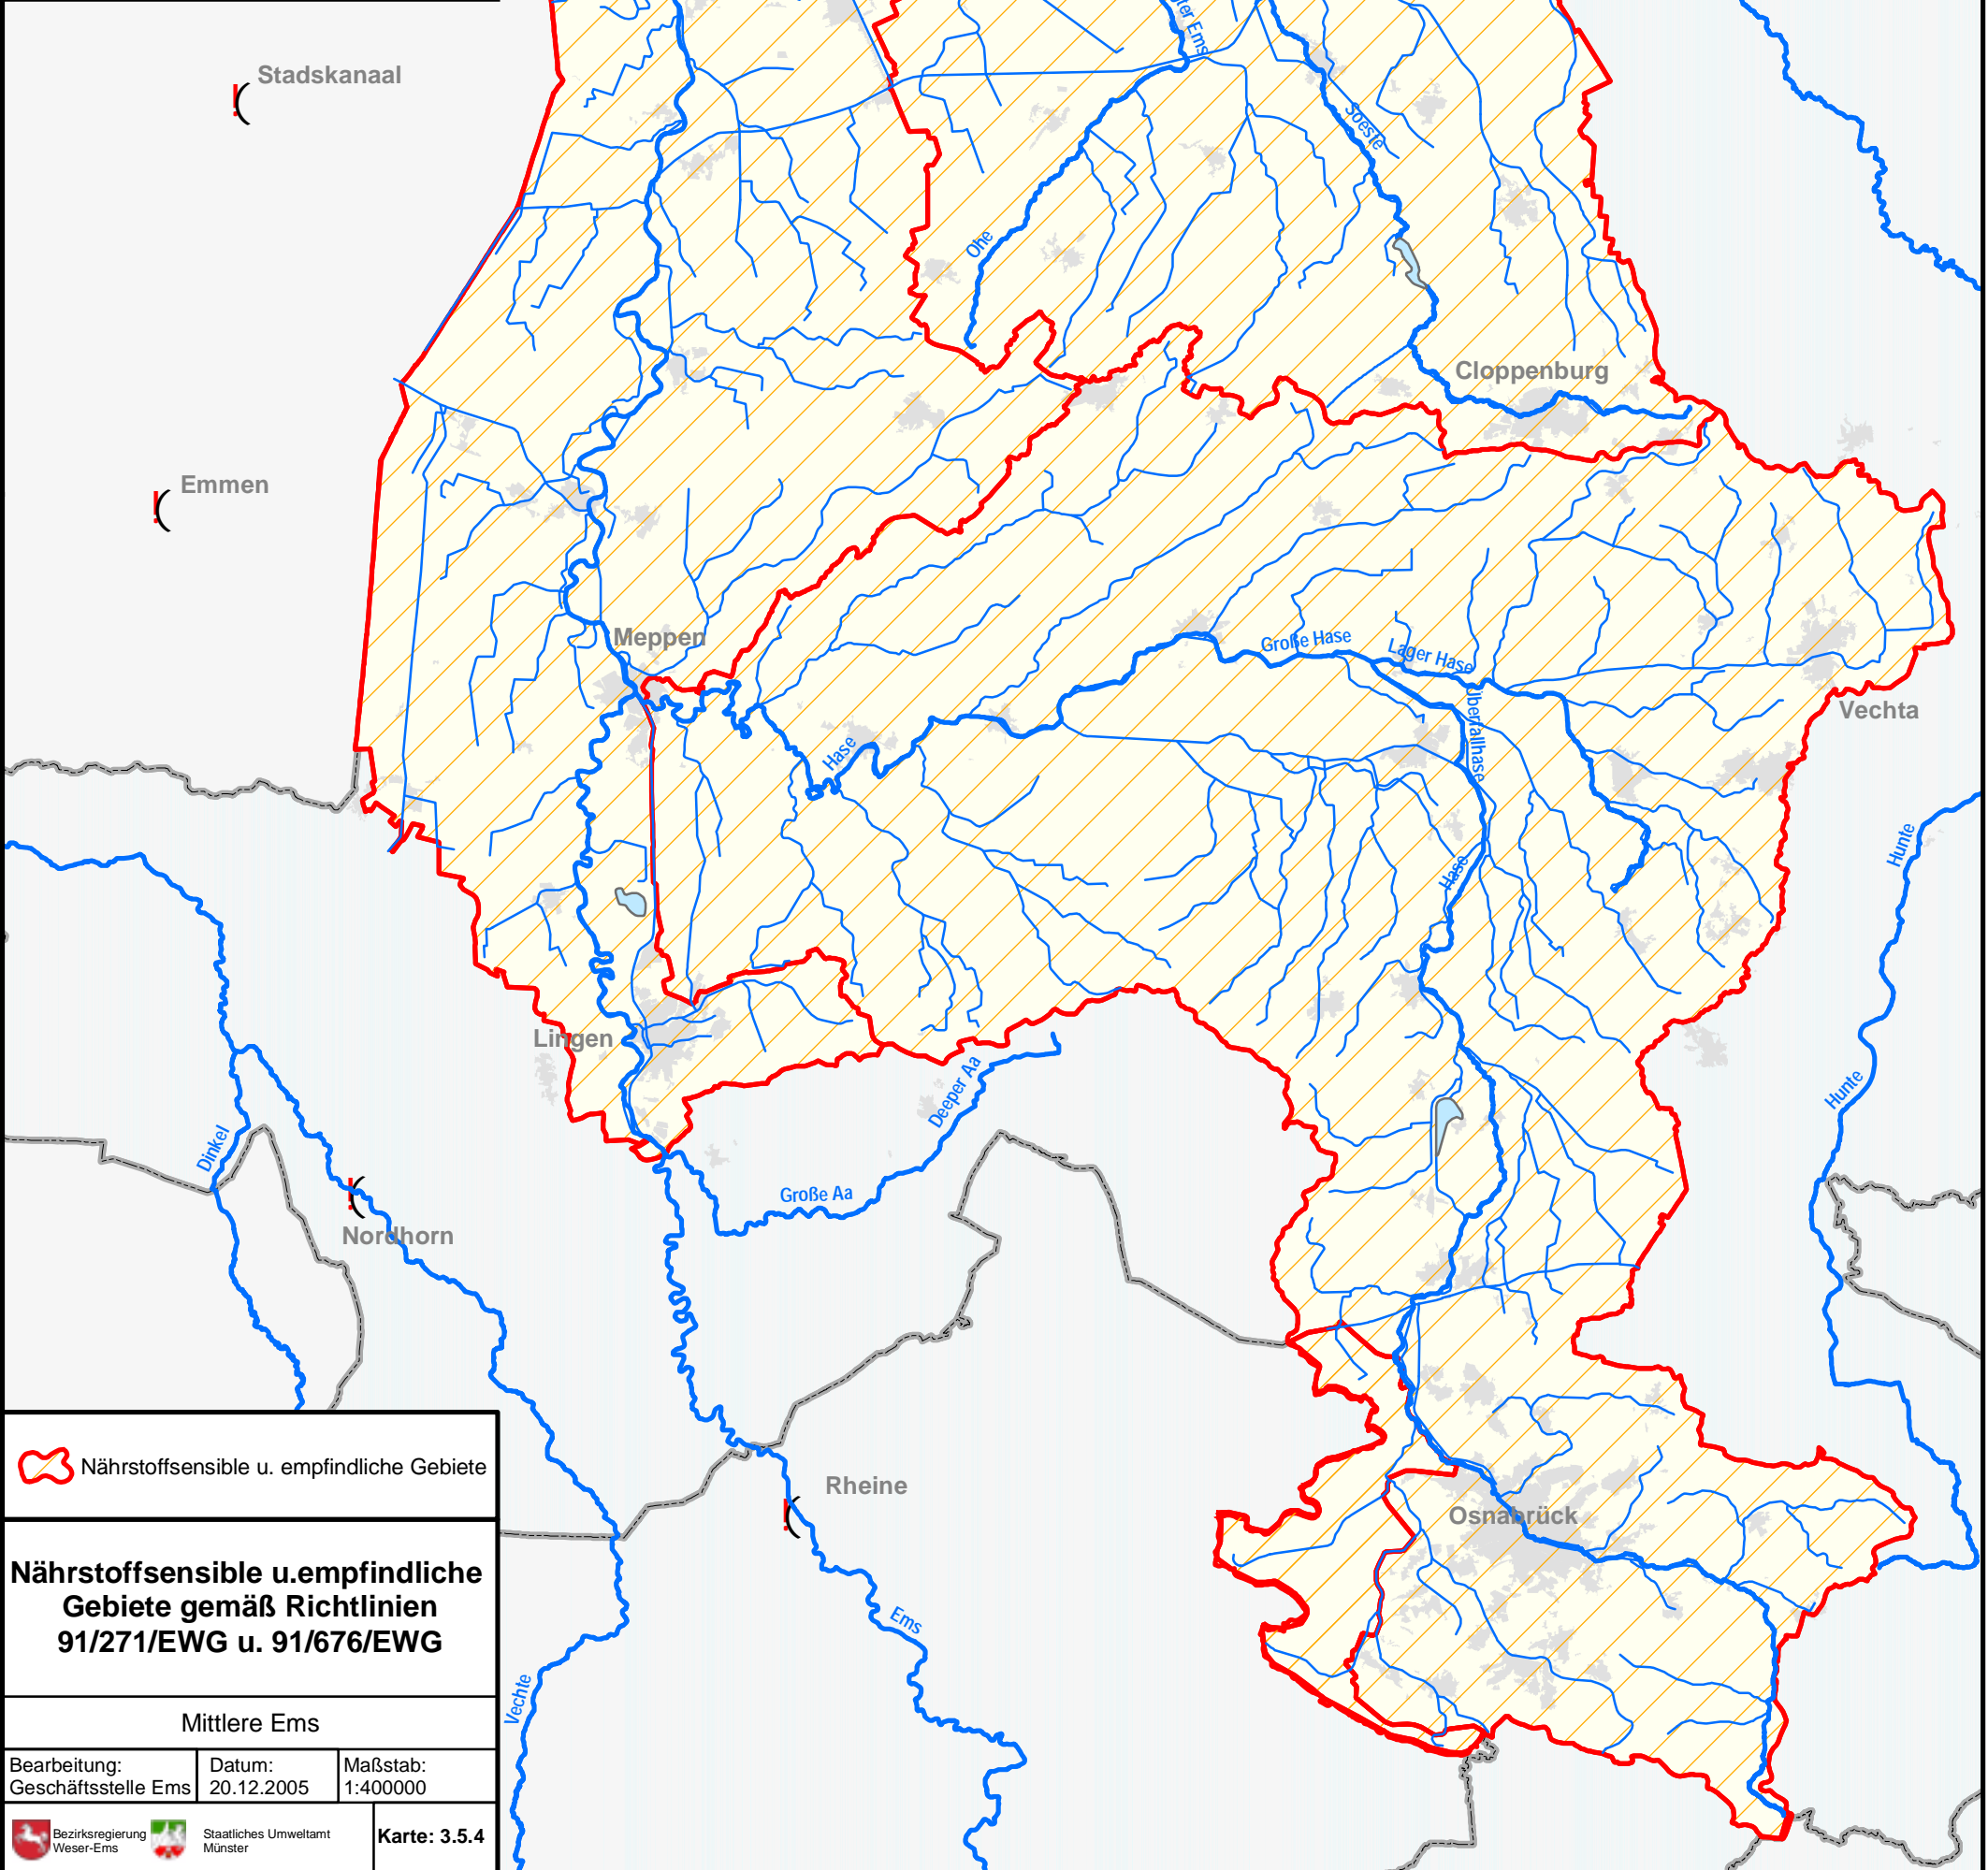 ter Ems
Stadskanaal
Soeste
Ohe
Cloppenburg
Emmen
Meppen
Große Hase
Lager Hase
Überfallhase
Vechta
Hase
Hase
Hunte
Lingen
Deeper Aa
Hunte
Dinkel
Große Aa
Nordhorn
Nährstoffsensible u. empfindliche Gebiete
Rheine
Osnabrück
Nährstoffsensible u.empfindliche
Gebiete gemäß Richtlinien
91/271/EWG u. 91/676/EWG
Ems
Vechte
Mittlere Ems
Bearbeitung:
Geschäftsstelle Ems
Datum:
20.12.2005
Maßstab:
1:400000
Bezirksregierung
Weser-Ems
Staatliches Umweltamt
Münster
Karte: 3.5.4